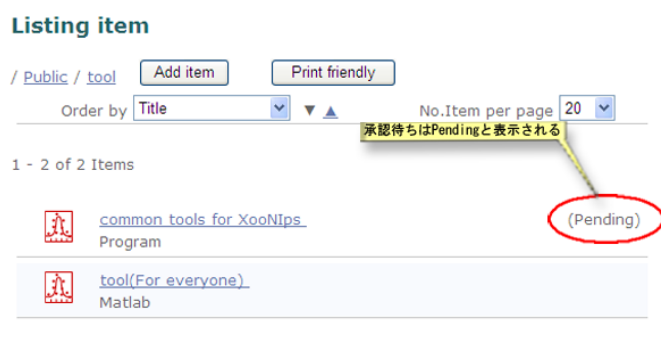 Listing item
/ Public / tool Add item Print friendly
Order by Title ▼ ▲ No.Item per page 20
承認待ちはPendingと表示される
1 - 2 of 2 Items
common tools for XooNIps (Pending)
Program
tool(For everyone)
Matlab